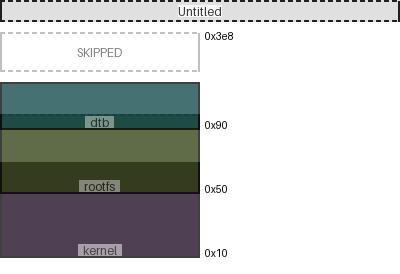 Untitled
0x3e8
SKIPPED
dtb
0x90
rootfs
0x50
kernel
0x10